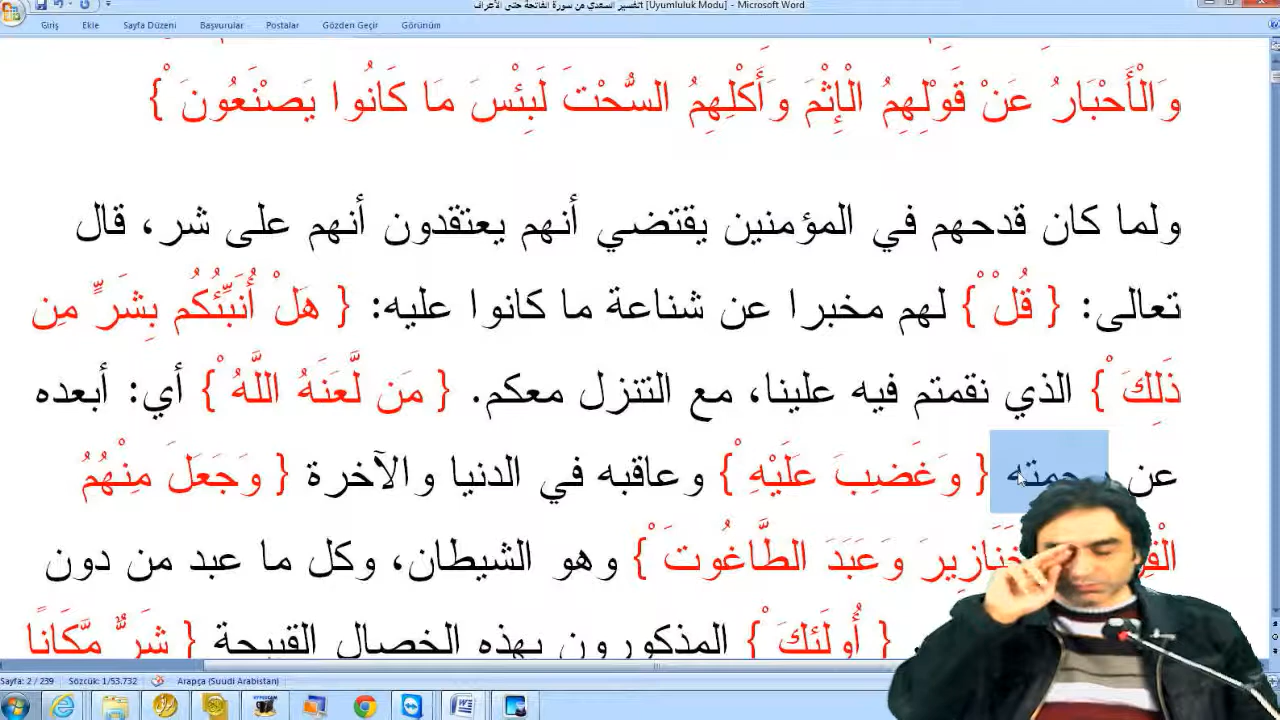 1تفسير السعدي من سورة الفاتحة حتى الأعراف [Uyumluluk Modu] - Microsoft Word
Giriş Ekle Sayfa Düzeni Başvurular Postalar Gözden Geçir Görünüm
وَالْأَحْبَارُ عَنْ قَوْلِهِمُ الْإِثْمَ وَأَكْلِهِمُ السُّحْتَ لَبِئْسَ مَا كَانُوا يَصْنَعُونَ ْ }
ولما كان قدحهم في المؤمنين يقتضي أنهم يعتقدون أنهم على شر، قال
تعالى: { قُلْ ْ } لهم مخبرا عن شناعة ما كانوا عليه: { هَلْ أُنَبِّئُكُم بِشَرٍّ مِن
ذَلِكَ ْ } الذي نقمتم فيه علينا، مع التنزل معكم. { مَن لَّعَنَهُ اللَّهُ ْ } أي: أبعده
عن رحمته { وَغَضِبَ عَلَيْهِ ْ } وعاقبه في الدنيا والآخرة { وَجَعَلَ مِنْهُمُ
وَعَبَدَ الطَّاغُوتَ ْ } وهو الشيطان، وكل ما عبد من دون
{ أُولَئِكَ ْ } المذكورون بهذه الخصال القبيحة { شَرٌّ مَّكَانًا
Sayfa: 2 / 239 Sözcük: 1/53.732 Arapça (Suudi Arabistan)